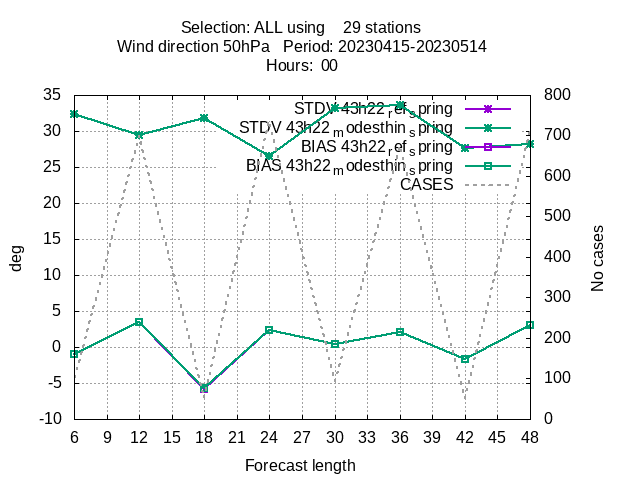 Selection: ALL using    29 stations
Wind direction 50hPa   Period: 20230415-20230514
Hours:  00
35
30
25
20
15
10
5
0
-5
-10
deg
800
700
600
500
400
300
200
100
0
No cases
STDV 43h22_ref_spring
STDV 43h22_modesthin_spring
BIAS 43h22_ref_spring
BIAS 43h22_modesthin_spring
CASES
6 9 12 15 18 21 24 27 30 33 36 39 42 45 48
Forecast length